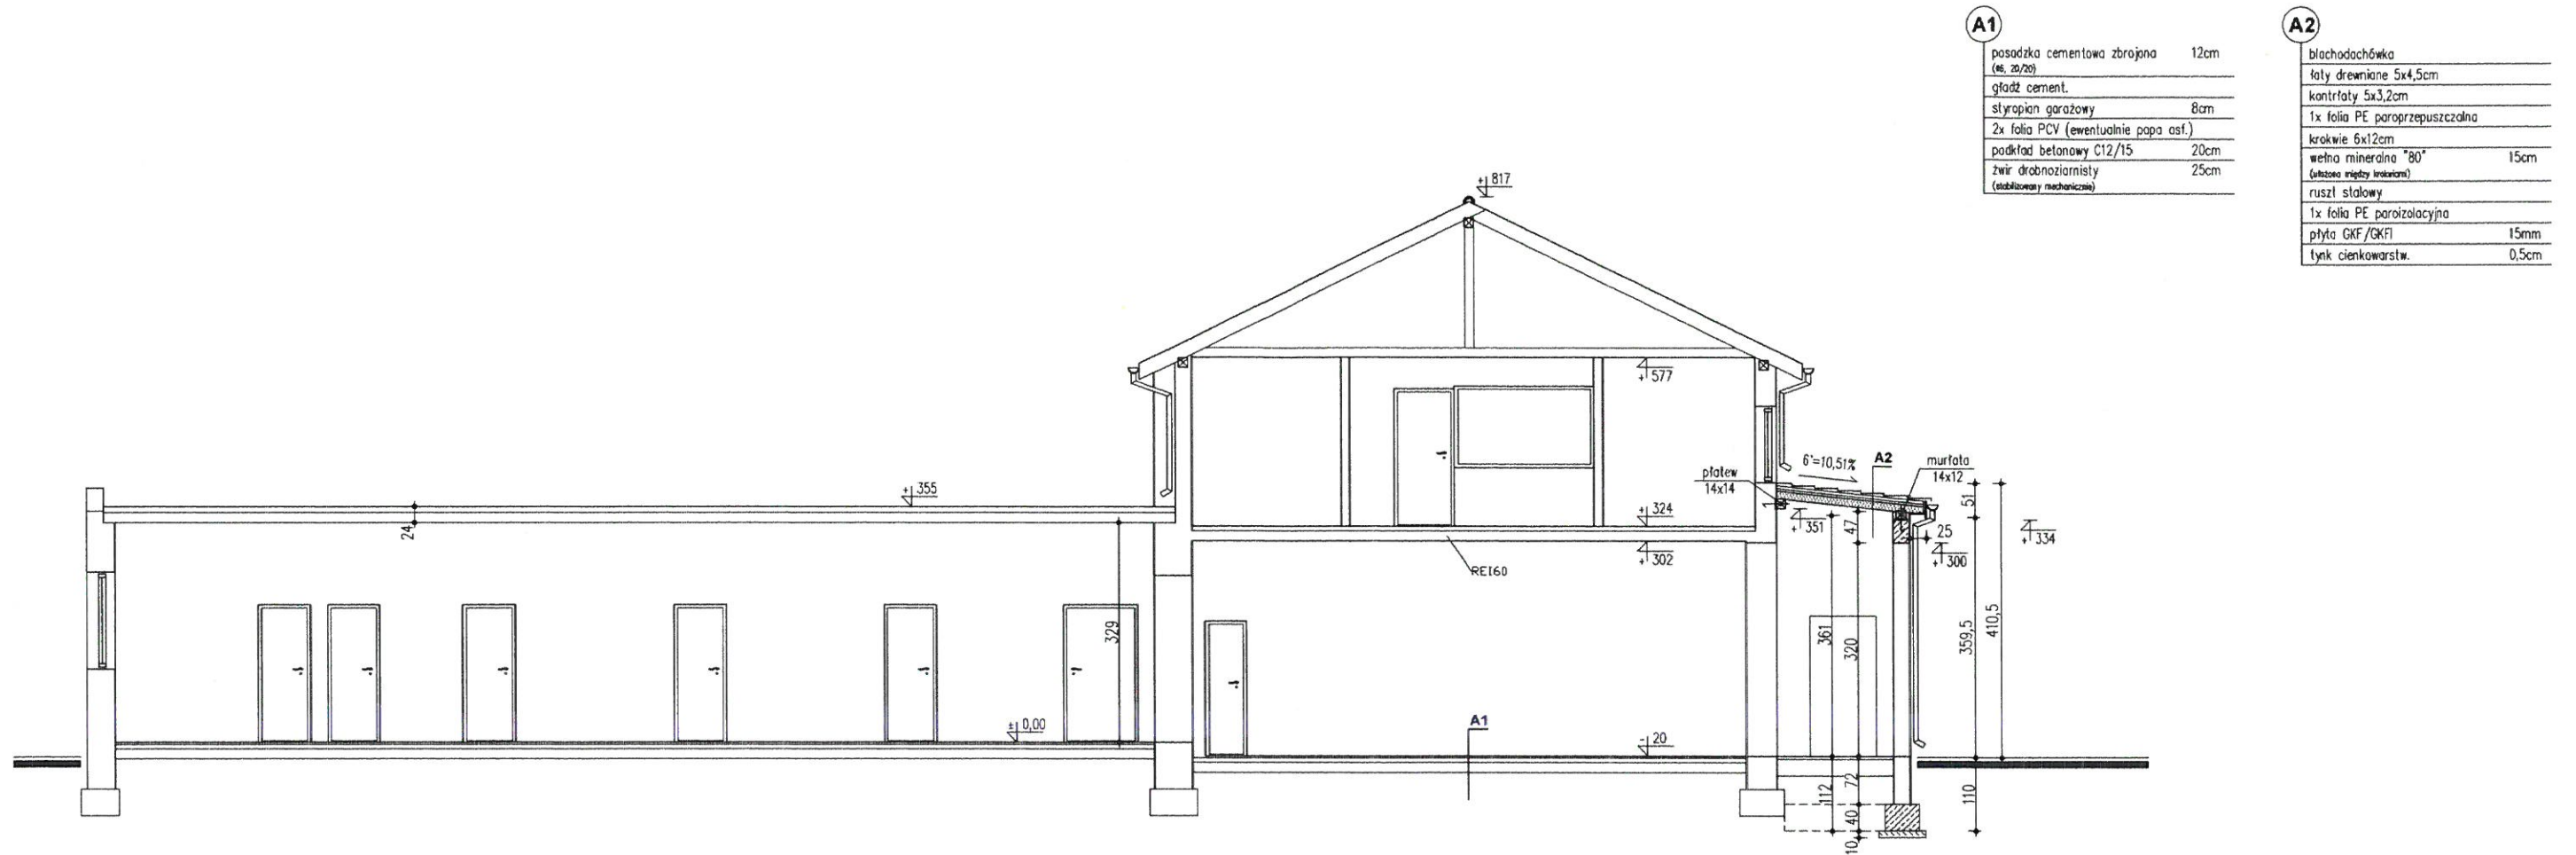 A1
posadzka cementowa zbrojona 12cm
(#6, 20/20)
gładź cement.
styropian garażowy 8cm
2x folia PCV (ewentualnie papa asf.)
podkład betonowy C12/15 20cm
żwir drobnoziarnisty 25cm
(stabilizowany mechanicznie)
A2
blachodachówka
łaty drewniane 5x4,5cm
kontrłaty 5x3,2cm
1x folia PE paroprzepuszczalna
krokwie 6x12cm
wełna mineralna "80" 15cm
(ułożona między krokwiami)
ruszt stalowy
1x folia PE paroizolacyjna
płyta GKF/GKFI 15mm
tynk cienkowarstw. 0,5cm
+817
+577
6°=10,51%
A2
murłata
14x12
płatew
14x14
+355
24
+324
+351
47
51
25
+334
+302
+300
REI60
329
361
320
359,5
410,5
± 0,00
A1
-20
112
72
110
40
10